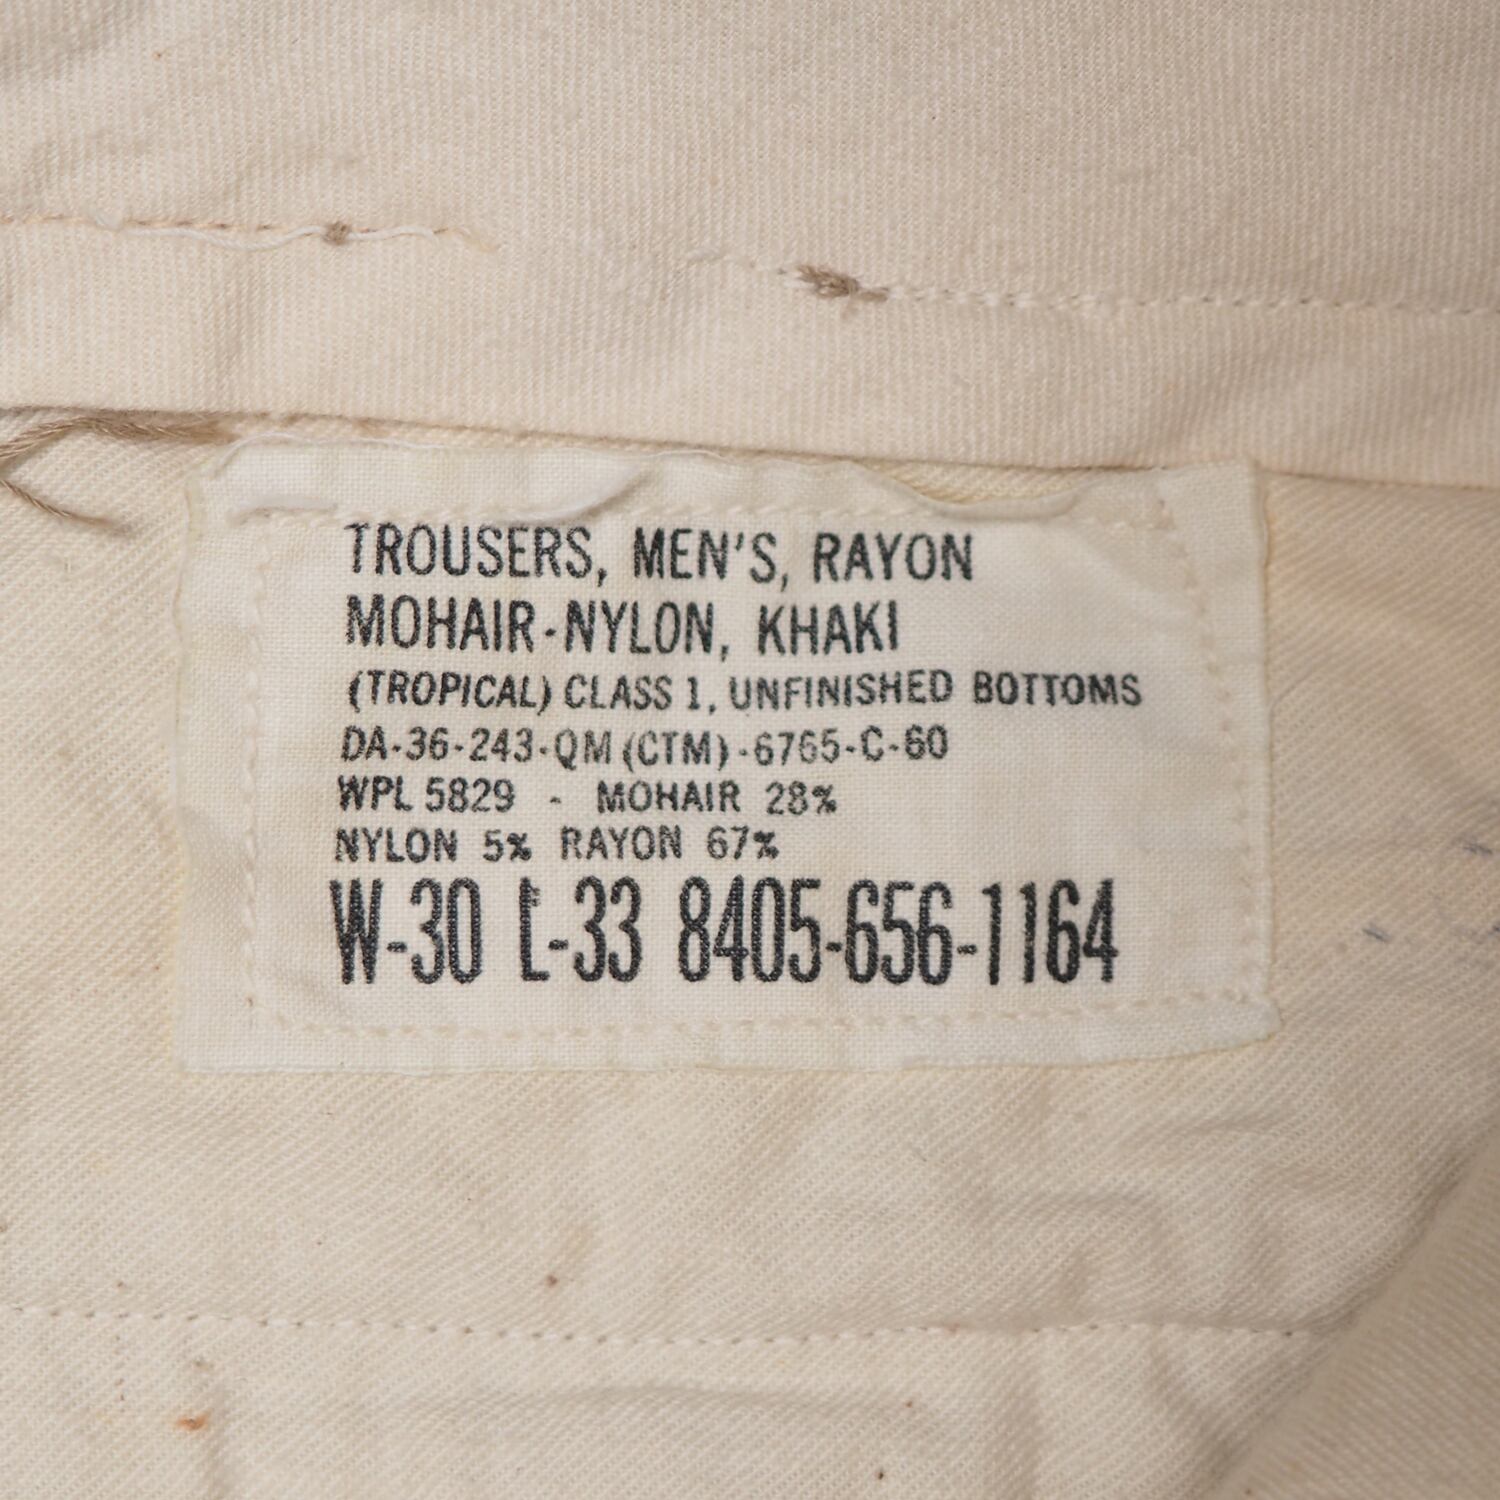 TROUSERS, MEN'S, RAYON
MOHAIR-NYLON, KHAKI
(TROPICAL) CLASS 1, UNFINISHED BOTTOMS
DA-36-243-QM (CTM)-6765-C-60
WPL 5829 - MOHAIR 28%
NYLON 5% RAYON 67%
W-30 L-33 8405-656-1164